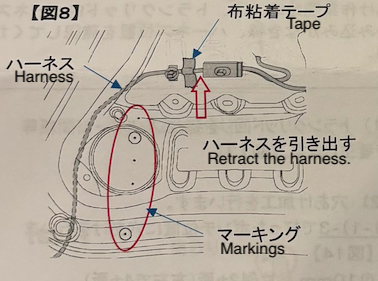 【図8】
布粘着テープ
Tape
ハーネス
Harness
ハーネスを引き出す
Retract the harness.
マーキング
Markings